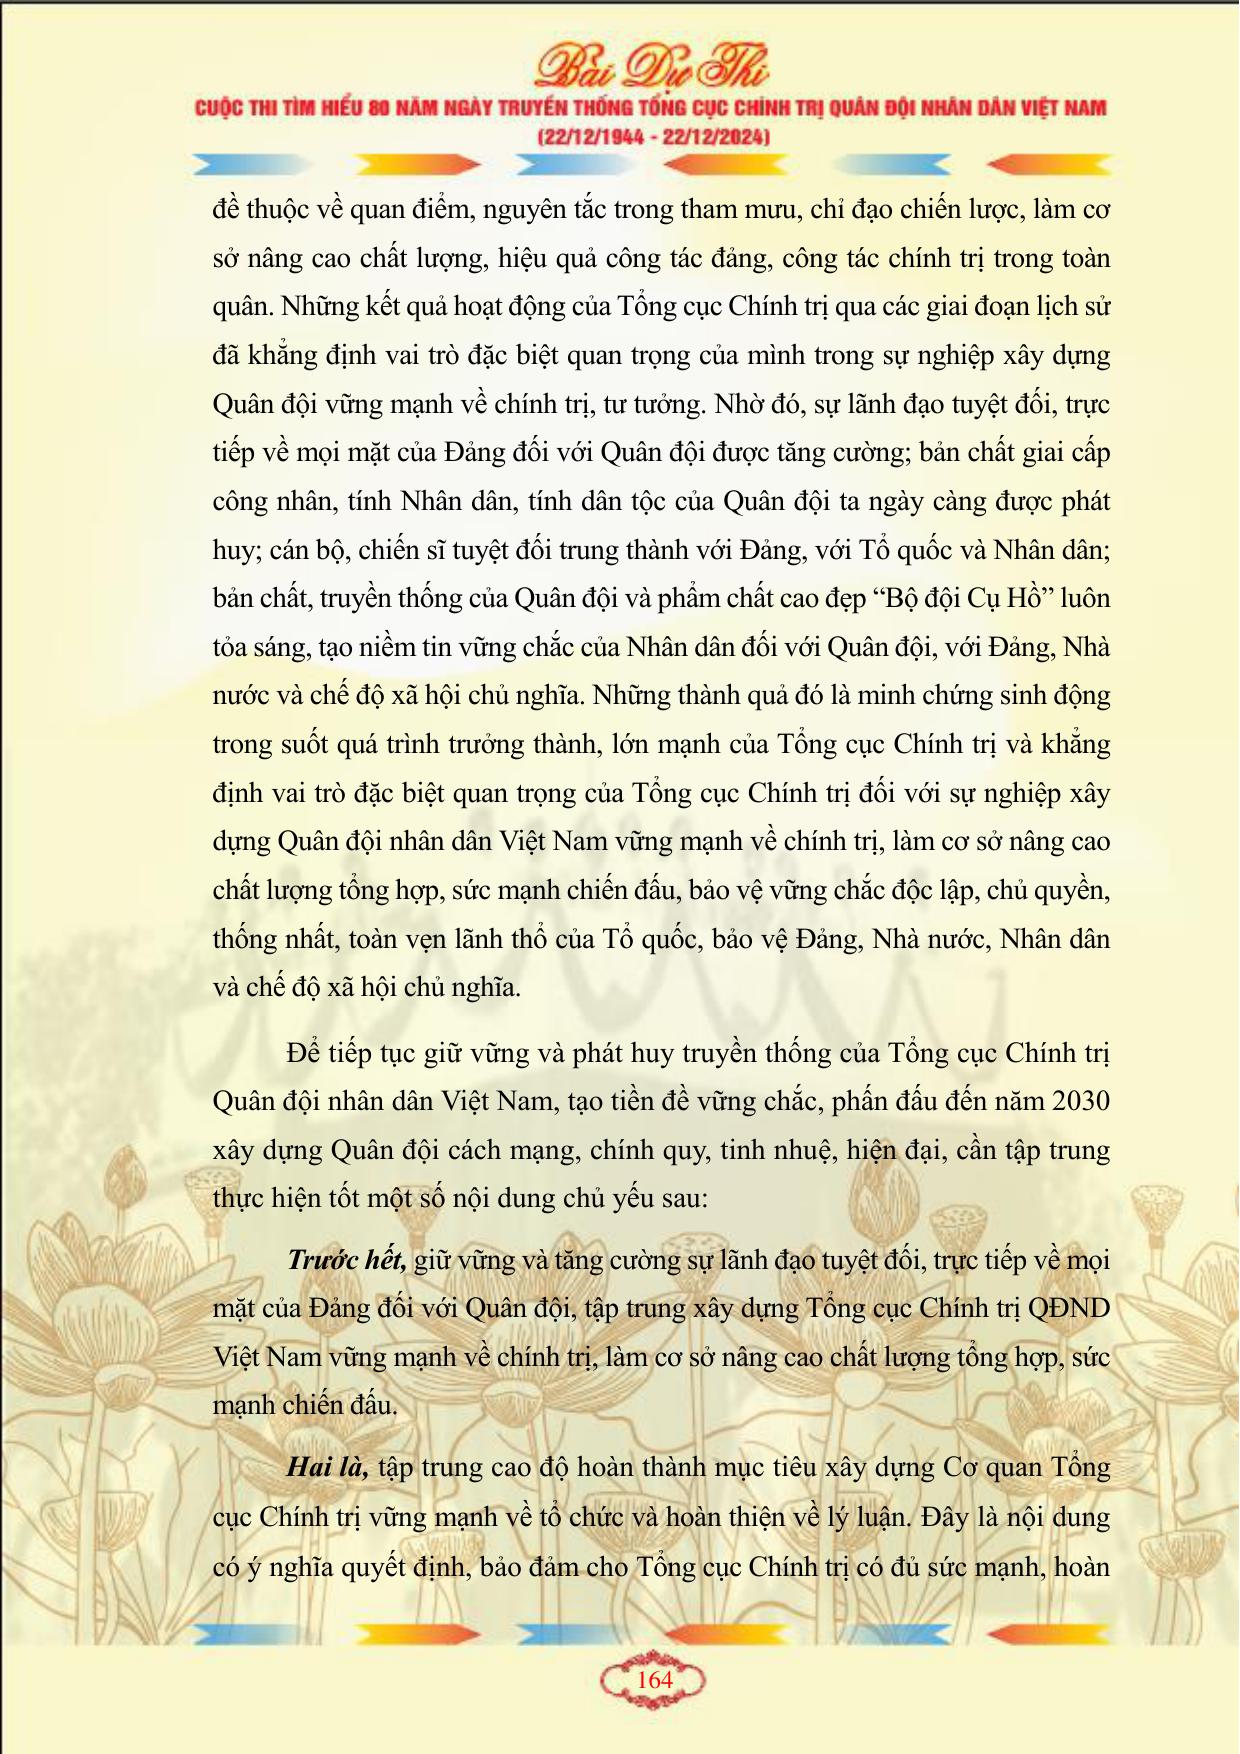 Bài Dự Thi
CUỘC THI TÌM HIỂU 80 NĂM NGÀY TRUYỀN THỐNG TỔNG CỤC CHÍNH TRỊ QUÂN ĐỘI NHÂN DÂN VIỆT NAM
(22/12/1944 - 22/12/2024)
đề thuộc về quan điểm, nguyên tắc trong tham mưu, chỉ đạo chiến lược, làm cơ
sở nâng cao chất lượng, hiệu quả công tác đảng, công tác chính trị trong toàn
quân. Những kết quả hoạt động của Tổng cục Chính trị qua các giai đoạn lịch sử
đã khẳng định vai trò đặc biệt quan trọng của mình trong sự nghiệp xây dựng
Quân đội vững mạnh về chính trị, tư tưởng. Nhờ đó, sự lãnh đạo tuyệt đối, trực
tiếp về mọi mặt của Đảng đối với Quân đội được tăng cường; bản chất giai cấp
công nhân, tính Nhân dân, tính dân tộc của Quân đội ta ngày càng được phát
huy; cán bộ, chiến sĩ tuyệt đối trung thành với Đảng, với Tổ quốc và Nhân dân;
bản chất, truyền thống của Quân đội và phẩm chất cao đẹp “Bộ đội Cụ Hồ” luôn
tỏa sáng, tạo niềm tin vững chắc của Nhân dân đối với Quân đội, với Đảng, Nhà
nước và chế độ xã hội chủ nghĩa. Những thành quả đó là minh chứng sinh động
trong suốt quá trình trưởng thành, lớn mạnh của Tổng cục Chính trị và khẳng
định vai trò đặc biệt quan trọng của Tổng cục Chính trị đối với sự nghiệp xây
dựng Quân đội nhân dân Việt Nam vững mạnh về chính trị, làm cơ sở nâng cao
chất lượng tổng hợp, sức mạnh chiến đấu, bảo vệ vững chắc độc lập, chủ quyền,
thống nhất, toàn vẹn lãnh thổ của Tổ quốc, bảo vệ Đảng, Nhà nước, Nhân dân
và chế độ xã hội chủ nghĩa.
Để tiếp tục giữ vững và phát huy truyền thống của Tổng cục Chính trị
Quân đội nhân dân Việt Nam, tạo tiền đề vững chắc, phấn đấu đến năm 2030
xây dựng Quân đội cách mạng, chính quy, tinh nhuệ, hiện đại, cần tập trung
thực hiện tốt một số nội dung chủ yếu sau:
Trước hết, giữ vững và tăng cường sự lãnh đạo tuyệt đối, trực tiếp về mọi
mặt của Đảng đối với Quân đội, tập trung xây dựng Tổng cục Chính trị QĐND
Việt Nam vững mạnh về chính trị, làm cơ sở nâng cao chất lượng tổng hợp, sức
mạnh chiến đấu.
Hai là, tập trung cao độ hoàn thành mục tiêu xây dựng Cơ quan Tổng
cục Chính trị vững mạnh về tổ chức và hoàn thiện về lý luận. Đây là nội dung
có ý nghĩa quyết định, bảo đảm cho Tổng cục Chính trị có đủ sức mạnh, hoàn
164